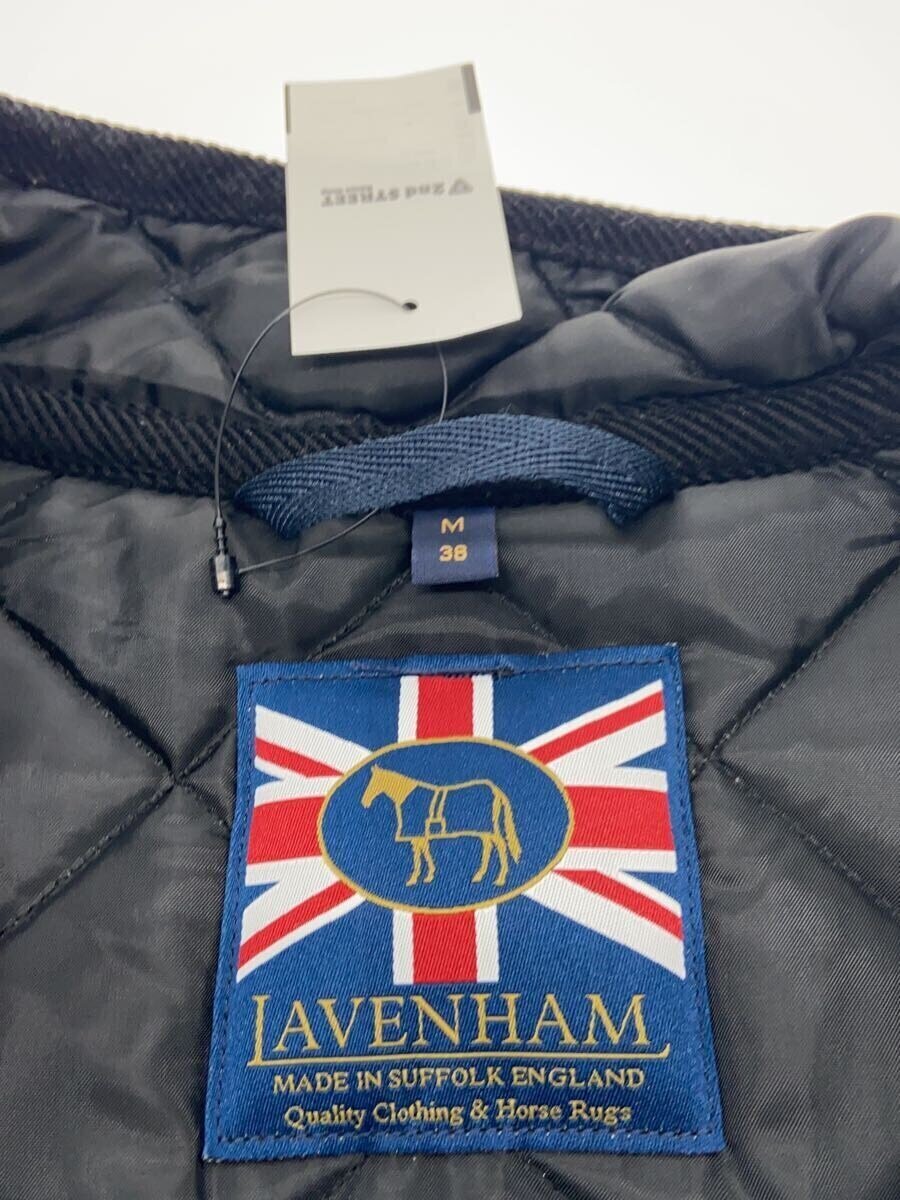 2nd STREET
M
38
LAVENHAM
MADE IN SUFFOLK ENGLAND
Quality Clothing & Horse Rugs